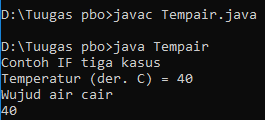 D:\Tuugas pbo>javac Tempair.java
D:\Tuugas pbo>java Tempair
Contoh IF tiga kasus
Temperatur (der. C) = 40
Wujud air cair
40